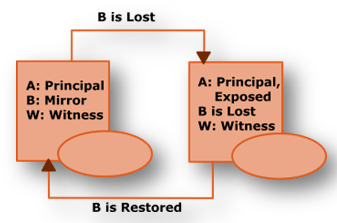 B is Lost
A: Principal
B: Mirror
W: Witness
A: Principal,
Exposed
B is Lost
W: Witness
B is Restored